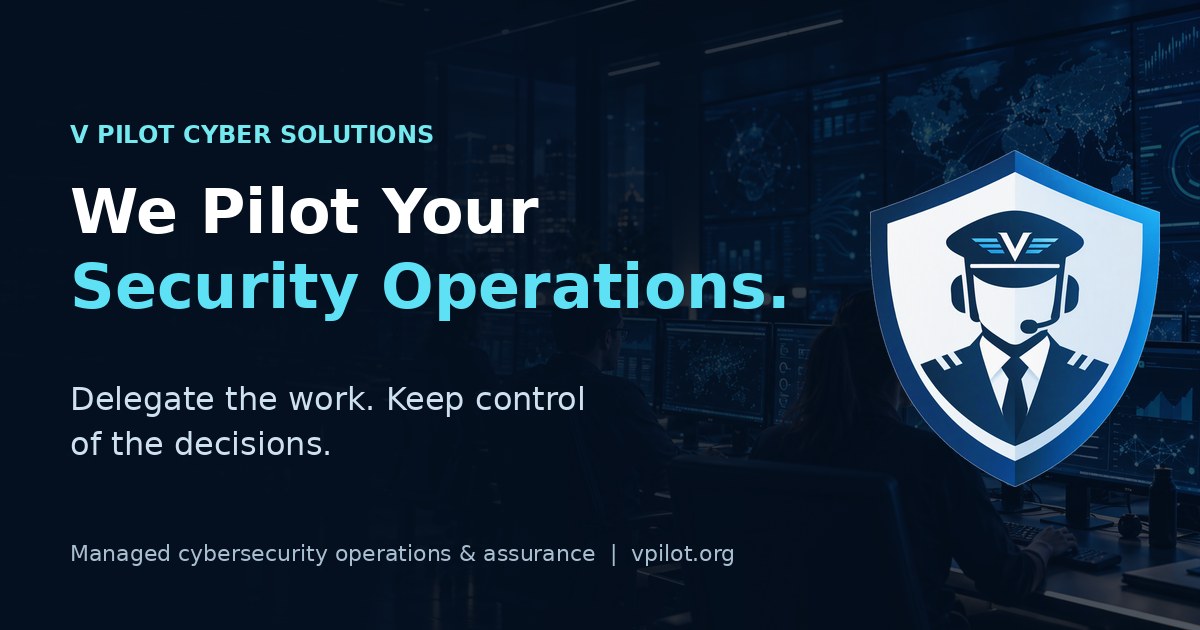 V PILOT CYBER SOLUTIONS
We Pilot Your
Security Operations.
Delegate the work. Keep control
of the decisions.
Managed cybersecurity operations & assurance | vpilot.org
V